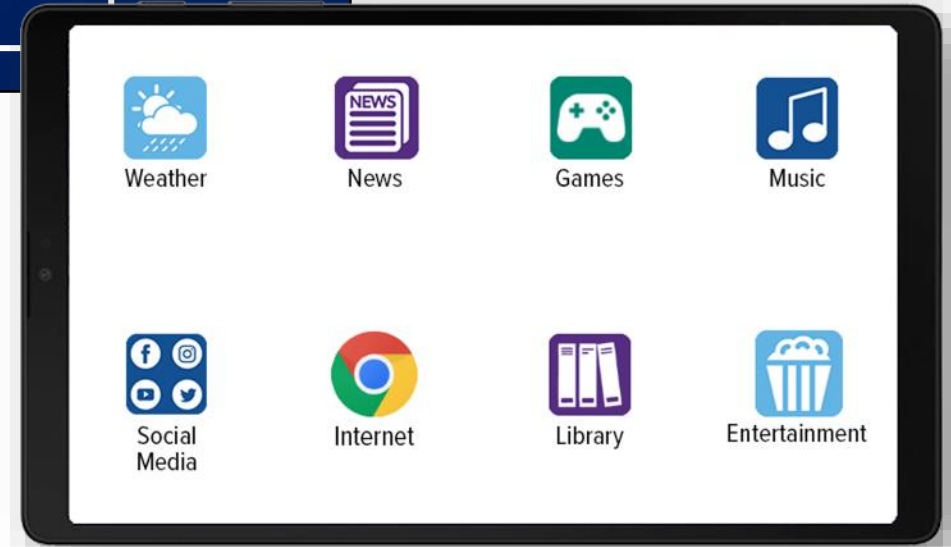 NEWS
Weather
News
Games
Music
f
Social
Media
Internet
Library
Entertainment